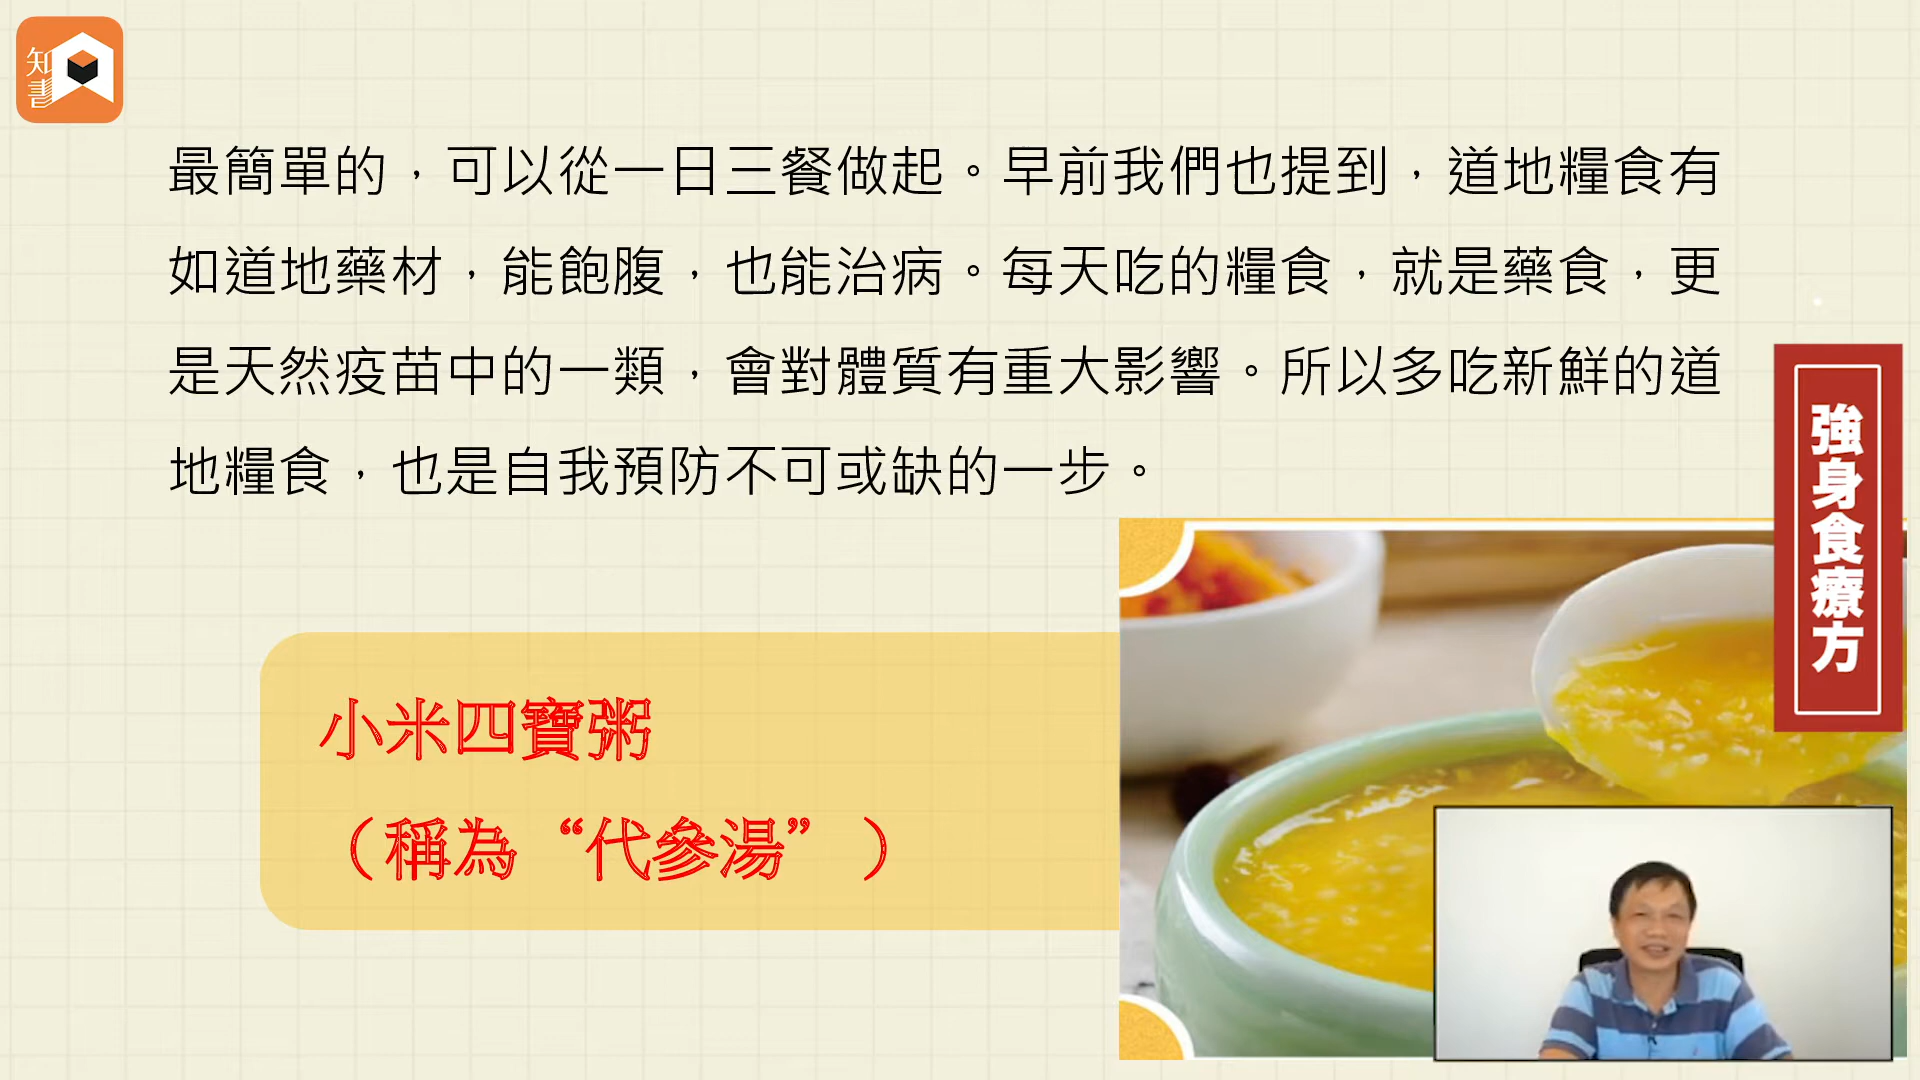 知書
最簡單的，可以從一日三餐做起。早前我們也提到，道地糧食有
如道地藥材，能飽腹，也能治病。每天吃的糧食，就是藥食，更
是天然疫苗中的一類，會對體質有重大影響。所以多吃新鮮的道
地糧食，也是自我預防不可或缺的一步。
強身食療方
小米四寶粥
（稱為“代參湯”）